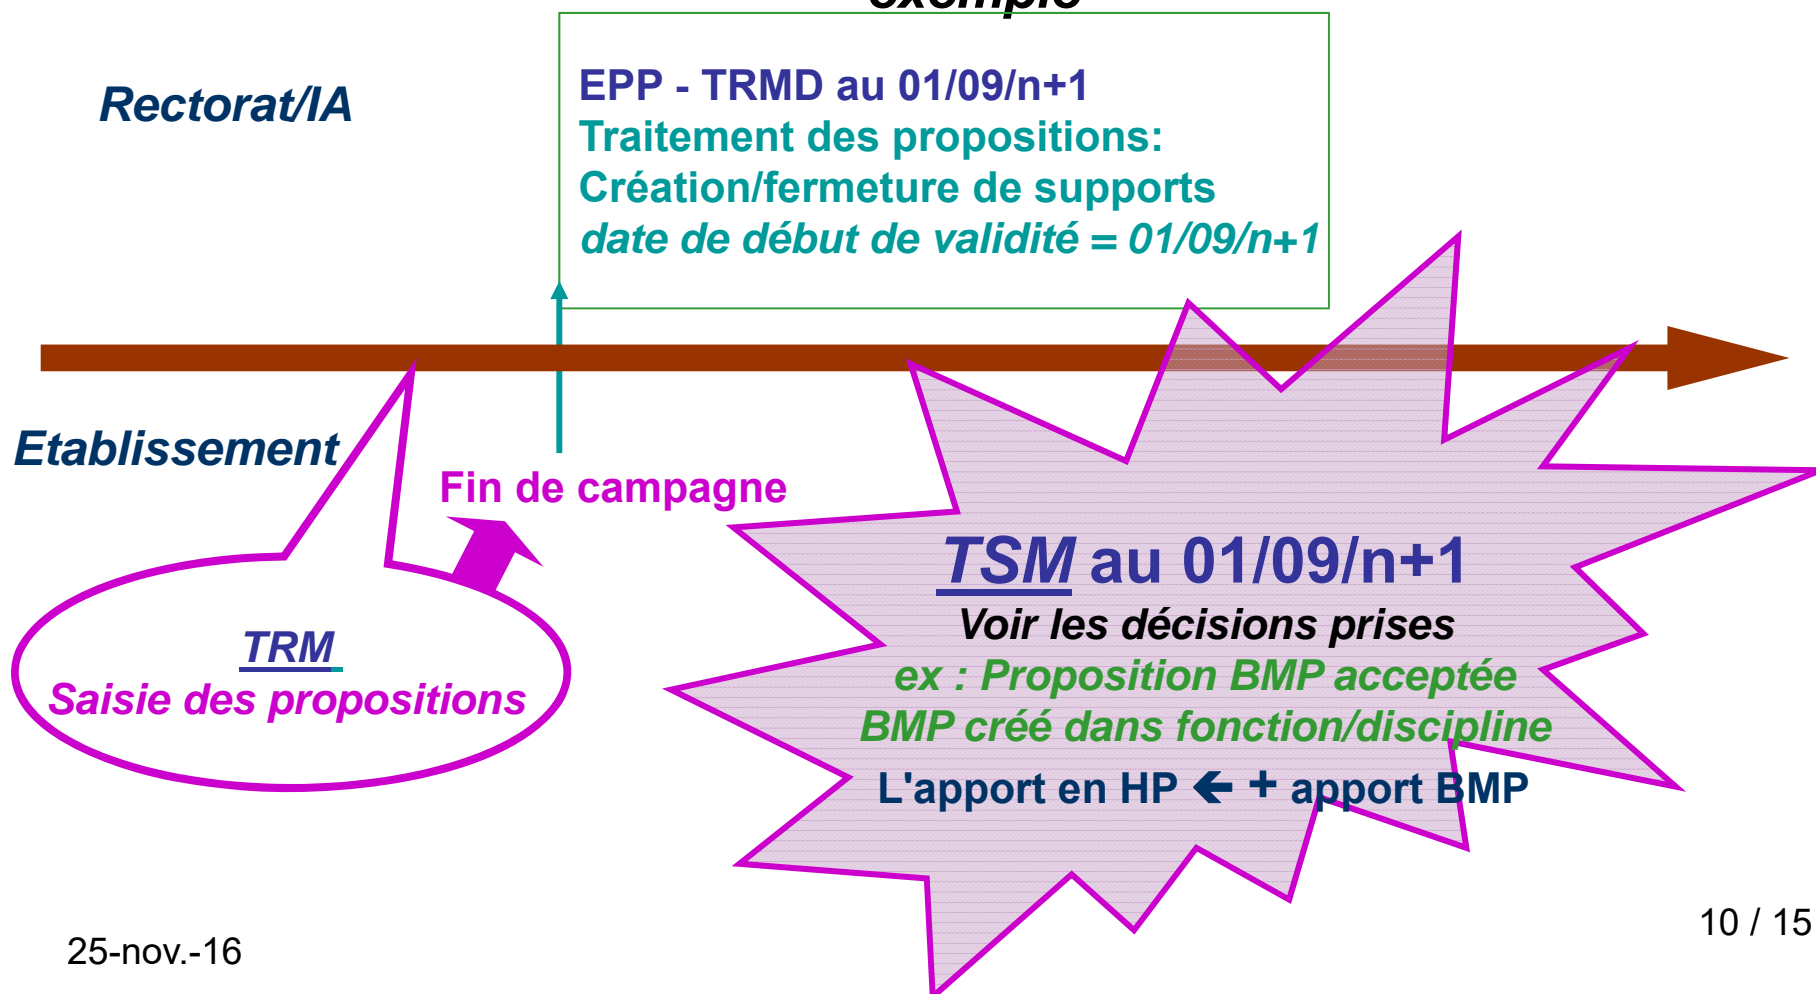 exemple
Rectorat/IA
EPP - TRMD au 01/09/n+1
Traitement des propositions:
Création/fermeture de supports
date de début de validité = 01/09/n+1
Etablissement
Fin de campagne
TRM
Saisie des propositions
TSM au 01/09/n+1
Voir les décisions prises
ex : Proposition BMP acceptée
BMP créé dans fonction/discipline
L'apport en HP 🡰 + apport BMP
25-nov.-16
10 / 15